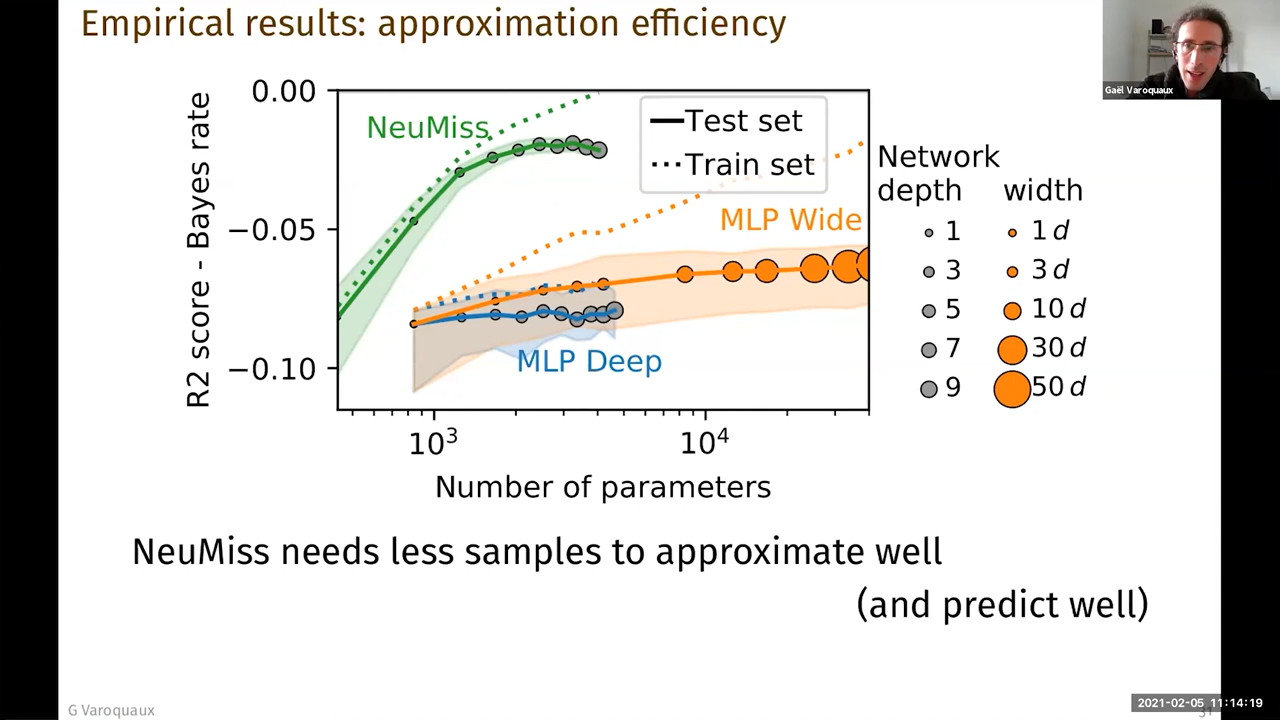 Empirical results: approximation efficiency
Gaël Varoquaux
R2 score - Bayes rate
0.00
−0.05
−0.10
NeuMiss
Test set
Train set
MLP Wide
MLP Deep
10³
10⁴
Number of parameters
Network
depth width
1 1 d
3 3 d
5 10 d
7 30 d
9 50 d
NeuMiss needs less samples to approximate well
(and predict well)
G Varoquaux
2021-02-05 11:14:19
31